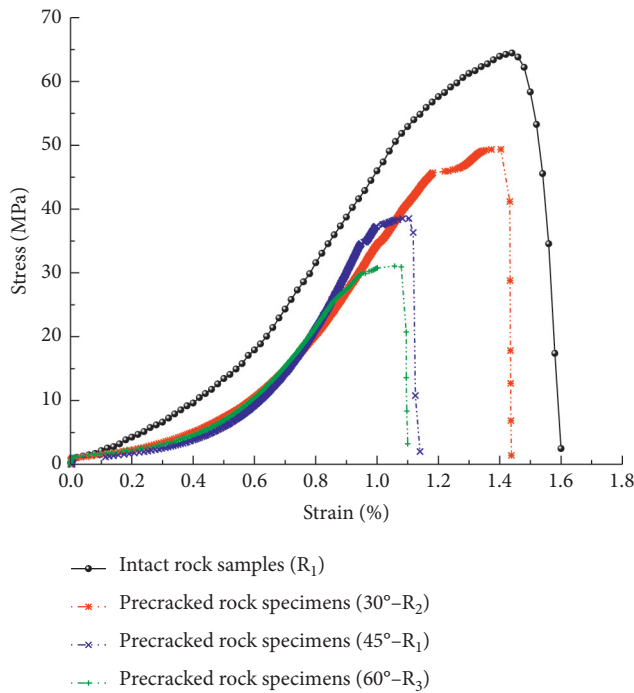 70
60
50
40
30
20
10
0
Stress (MPa)
0.0 0.2 0.4 0.6 0.8 1.0 1.2 1.4 1.6 1.8
Strain (%)
Intact rock samples (R₁)
Precracked rock specimens (30°–R₂)
Precracked rock specimens (45°–R₁)
Precracked rock specimens (60°–R₃)